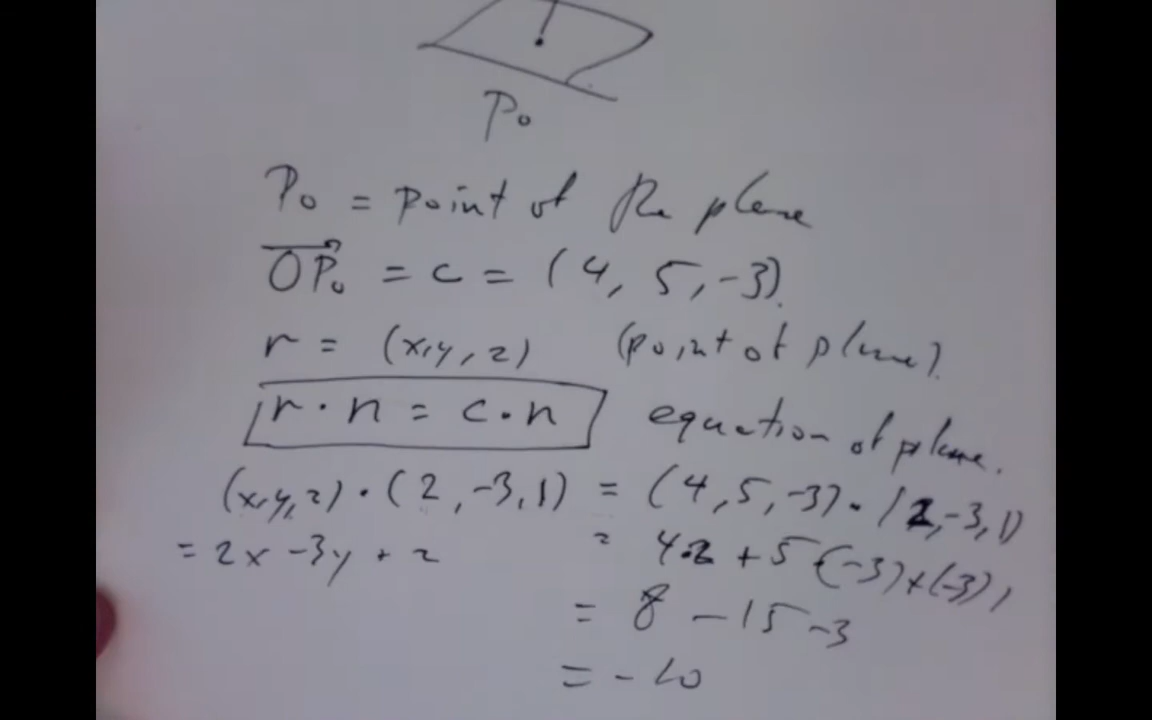 P₀
P₀ = point of the plane
OP₀ = c = (4, 5, -3).
r = (x,y,z) (point of plane).
r · n = c · n equation of plane.
(x,y,z) · (2, -3, 1) = (4, 5, -3) · (2, -3, 1)
= 2x - 3y + z = 4·2 + 5(-3) + (-3)1
= 8 - 15 - 3
= - 10